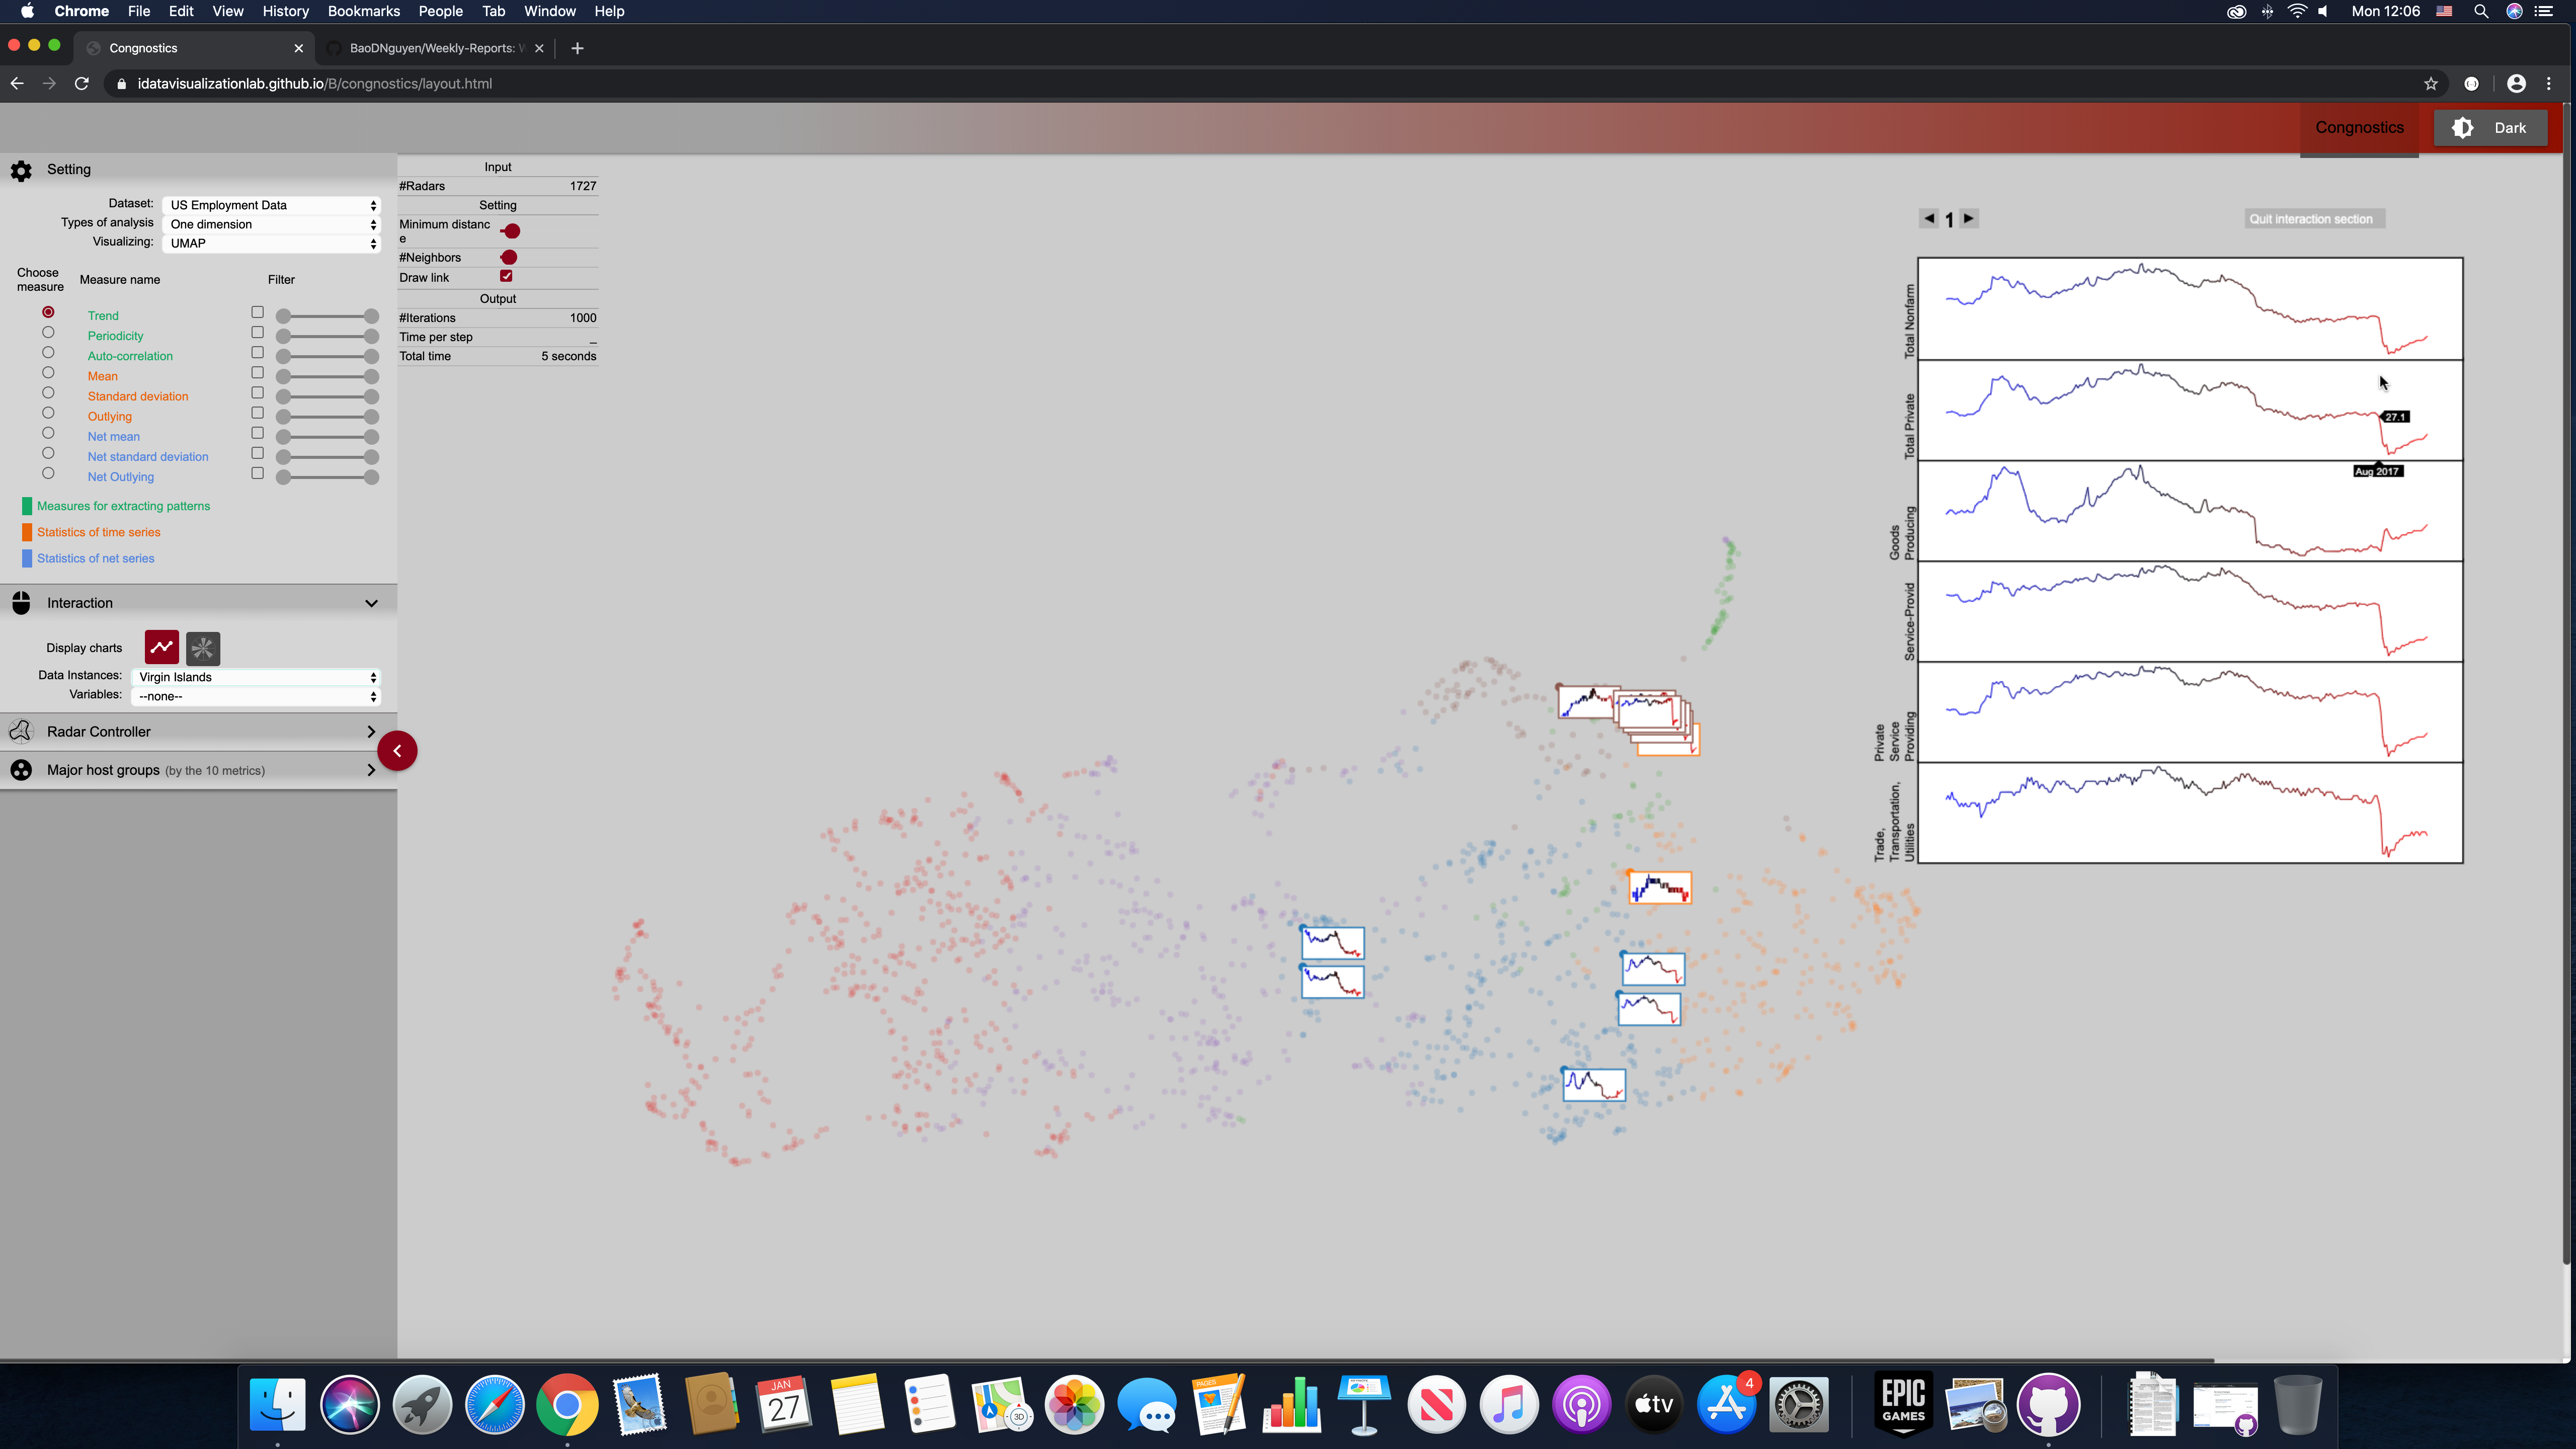 Chrome File Edit View History Bookmarks People Tab Window Help Mon 12:06
Congnostics
BaoDNguyen/Weekly-Reports: W
idatavisualizationlab.github.io/B/congnostics/layout.html
Congnostics
Dark
Setting
Dataset: US Employment Data
Types of analysis One dimension
Visualizing: UMAP
Choose
measure
Measure name
Filter
Trend
Periodicity
Auto-correlation
Mean
Standard deviation
Outlying
Net mean
Net standard deviation
Net Outlying
Measures for extracting patterns
Statistics of time series
Statistics of net series
Interaction
Display charts
Data Instances: Virgin Islands
Variables: --none--
Radar Controller
Major host groups (by the 10 metrics)
Input
#Radars 1727
Setting
Minimum distanc
e
#Neighbors
Draw link
Output
#Iterations 1000
Time per step _
Total time 5 seconds
1
Quit interaction section
Total Nonfarm
Total Private
27.1
Aug 2017
Goods
Producing
Service-Provid
Private
Service
Providing
Trade,
Transportation,
Utilities
JAN
27
3D
PAGES
tv
4
EPIC
GAMES